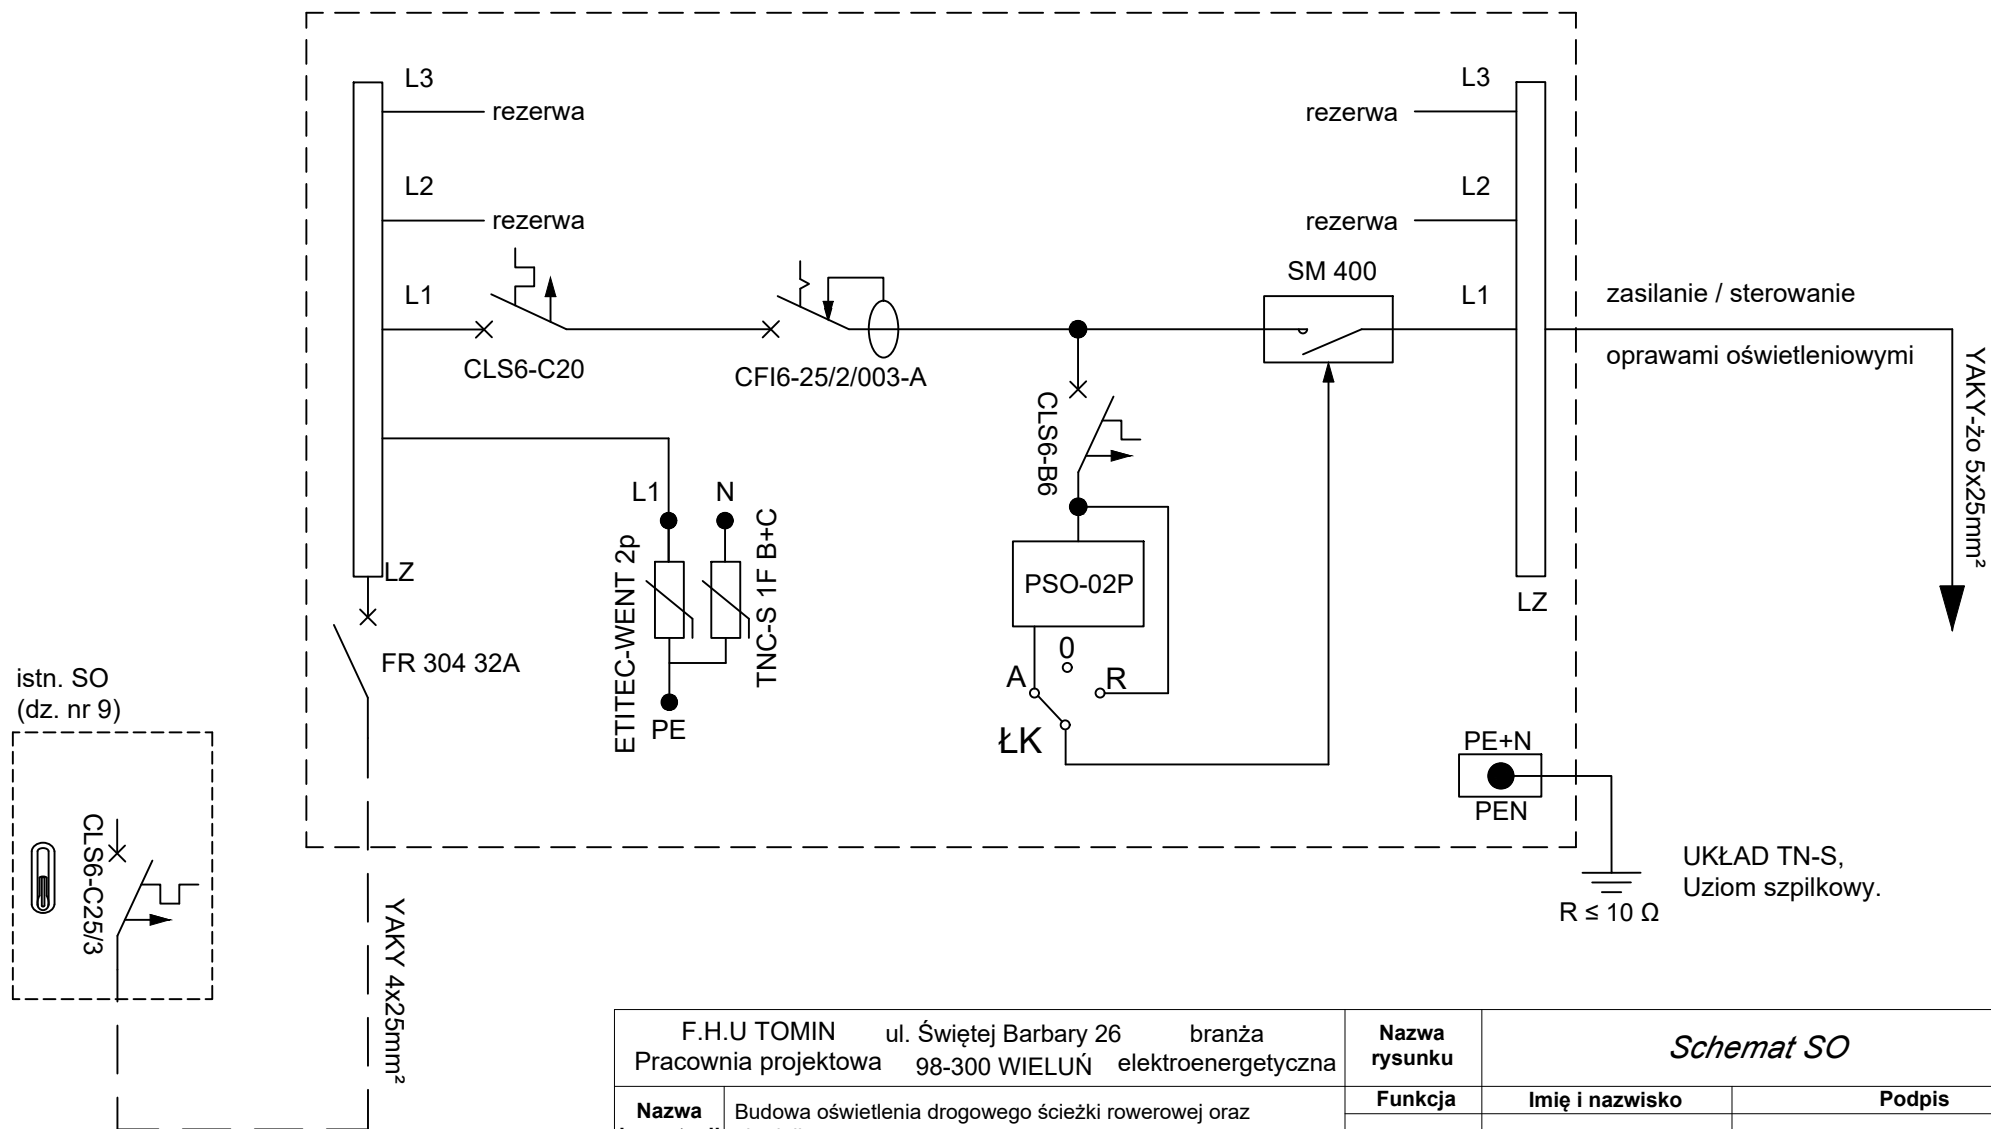 L3
rezerwa
L2
rezerwa
L1
CLS6-C20
CFI6-25/2/003-A
SM 400
L3
rezerwa
L2
rezerwa
L1
zasilanie / sterowanie
oprawami oświetleniowymi
YAKY-żo 5x25mm²
CLS6-B6
L1
N
ETITEC-WENT 2p
TNC-S 1F B+C
PE
PSO-02P
0
A
R
ŁK
LZ
LZ
FR 304 32A
istn. SO
(dz. nr 9)
CLS6-C25/3
YAKY 4x25mm²
PE+N
PEN
R ≤ 10 Ω
UKŁAD TN-S,
Uziom szpilkowy.
F.H.U TOMIN ul. Świętej Barbary 26 branża
Pracownia projektowa 98-300 WIELUŃ elektroenergetyczna
Nazwa
rysunku
Schemat SO
Nazwa
Budowa oświetlenia drogowego ścieżki rowerowej oraz
Funkcja
Imię i nazwisko
Podpis